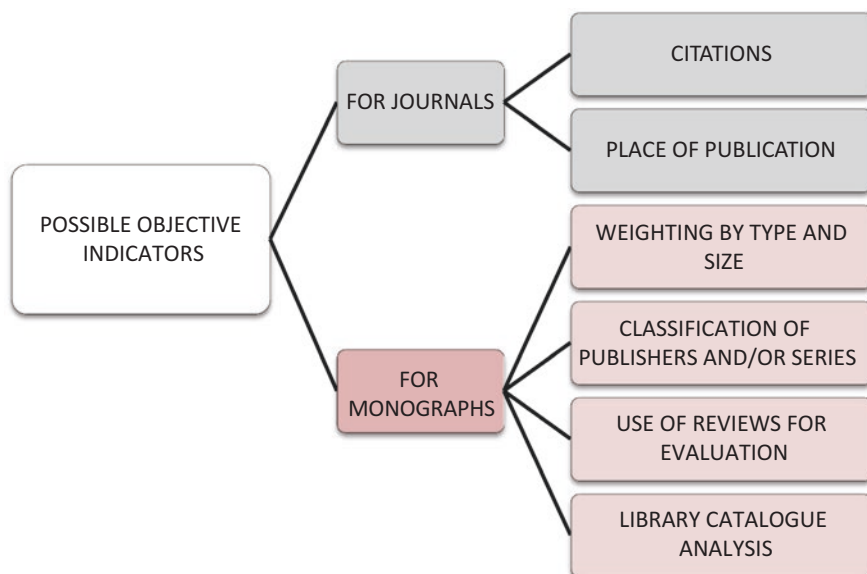 POSSIBLE OBJECTIVE
INDICATORS
FOR JOURNALS
CITATIONS
PLACE OF PUBLICATION
FOR
MONOGRAPHS
WEIGHTING BY TYPE AND
SIZE
CLASSIFICATION OF
PUBLISHERS AND/OR SERIES
USE OF REVIEWS FOR
EVALUATION
LIBRARY CATALOGUE
ANALYSIS